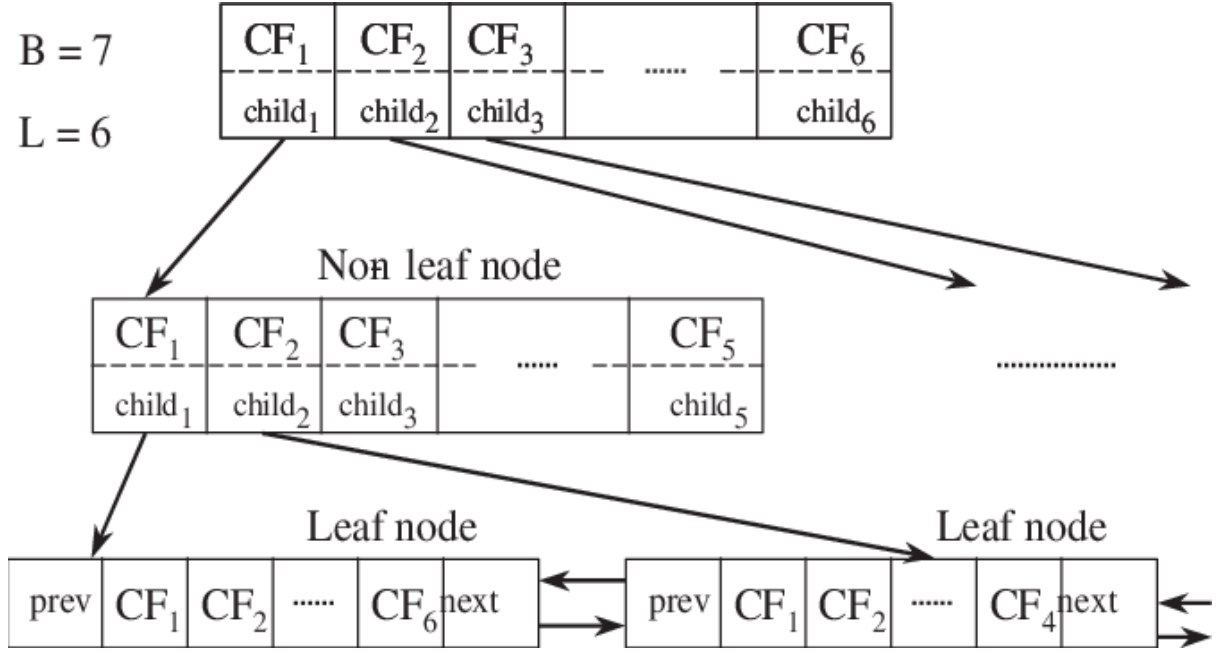 B = 7
L = 6
CF₁ CF₂ CF₃ ...... CF₆
child₁ child₂ child₃ child₆
Non leaf node
CF₁ CF₂ CF₃ ...... CF₅
child₁ child₂ child₃ child₅
................
Leaf node Leaf node
prev CF₁ CF₂ ...... CF₆ next prev CF₁ CF₂ ...... CF₄ next